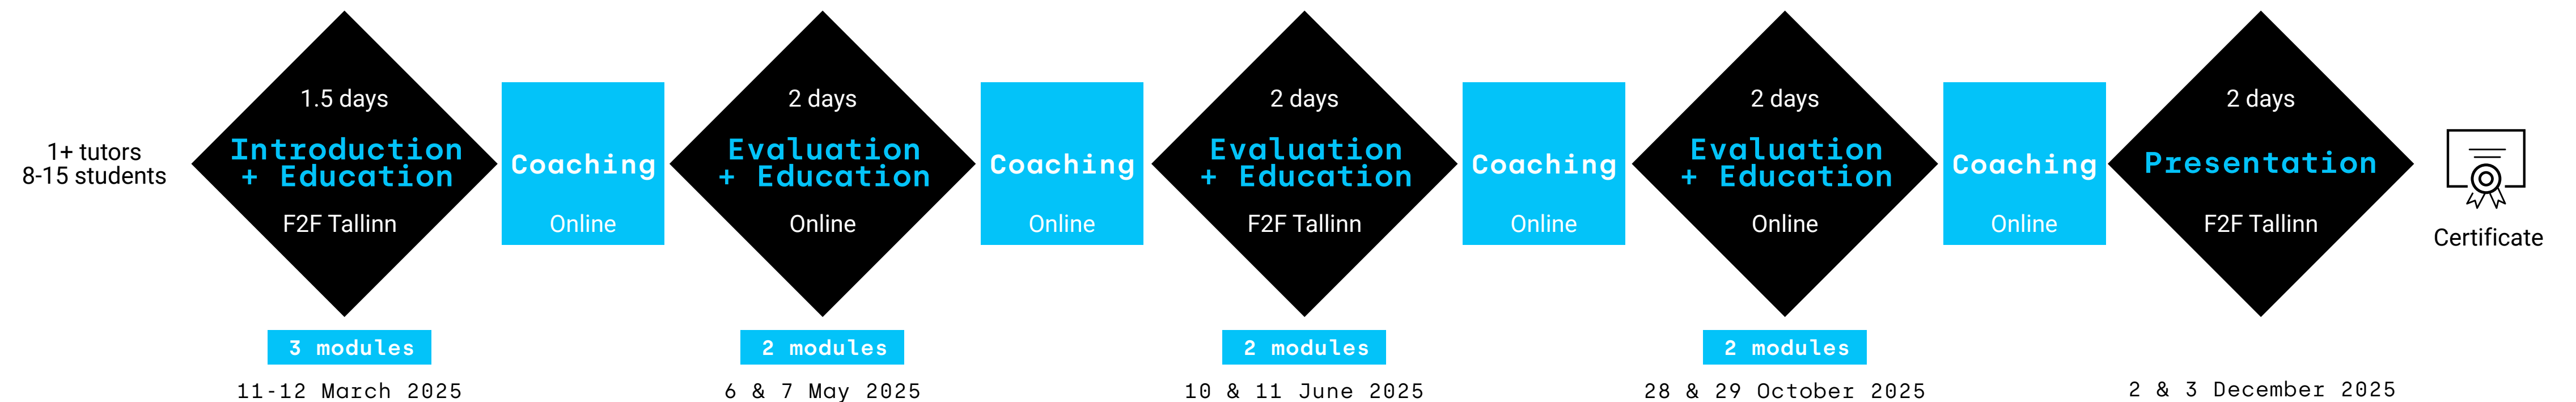 1+ tutors
8-15 students
1.5 days
Introduction
+ Education
F2F Tallinn
3 modules
11-12 March 2025
Coaching
Online
2 days
Evaluation
+ Education
Online
2 modules
6 & 7 May 2025
Coaching
Online
2 days
Evaluation
+ Education
F2F Tallinn
2 modules
10 & 11 June 2025
Coaching
Online
2 days
Evaluation
+ Education
Online
2 modules
28 & 29 October 2025
Coaching
Online
2 days
Presentation
F2F Tallinn
2 & 3 December 2025
Certificate